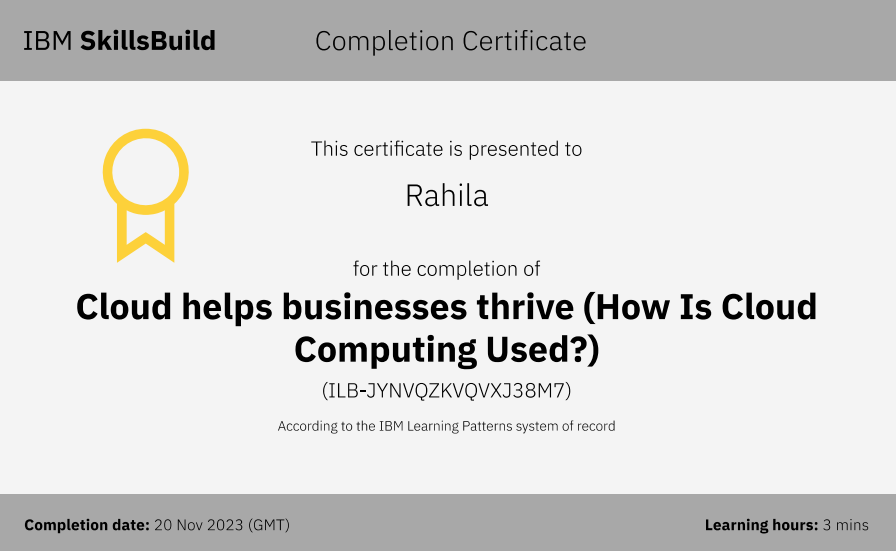 IBM SkillsBuild
Completion Certificate
This certificate is presented to
Rahila
for the completion of
Cloud helps businesses thrive (How Is Cloud
Computing Used?)
(ILB-JYNVQZKVQVXJ38M7)
According to the IBM Learning Patterns system of record
Completion date: 20 Nov 2023 (GMT)
Learning hours: 3 mins